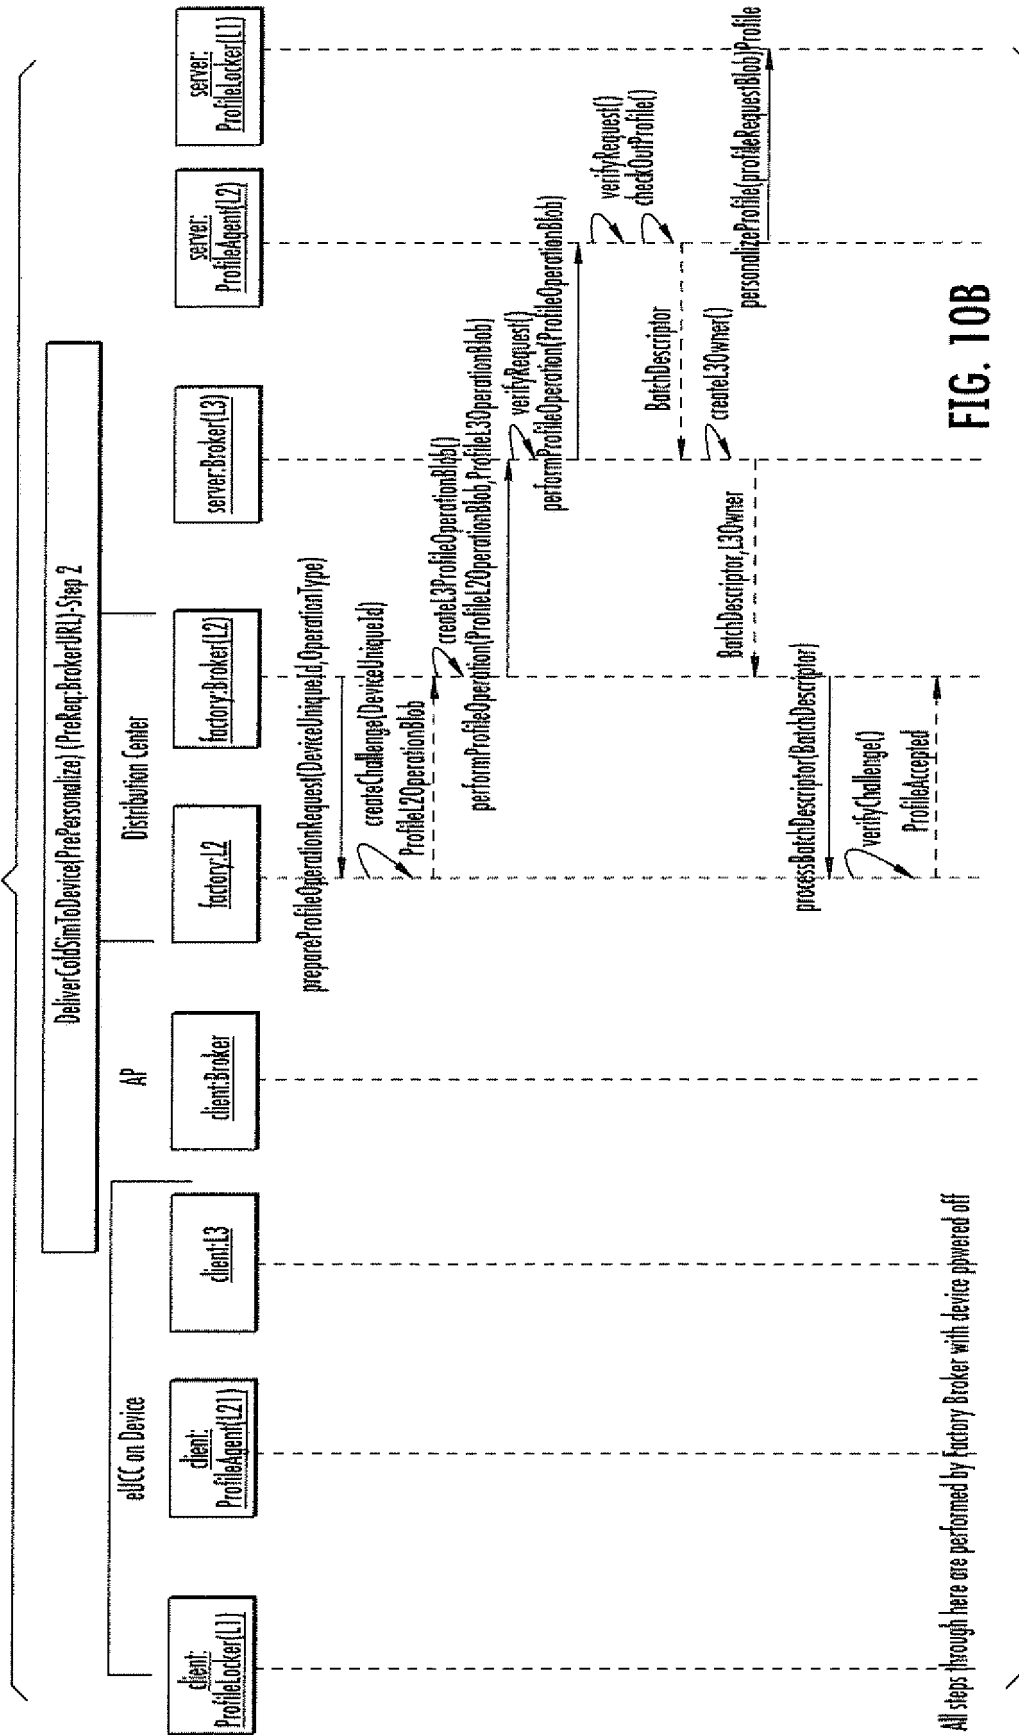 DeliverColdSimToDevice(PrePersonalize) (PreReq:BrokerURL)-Step 2
eUCC on Device
AP
Distribution Center
client:
ProfileLocker(L1)
client:
ProfileAgent(L21)
client:L3
client:Broker
factory:L2
factory:Broker(L2)
server:Broker(L3)
server:
ProfileAgent(L2)
server:
ProfileLocker(L1)
prepareProfileOperationRequest(DeviceUniqueId,OperationType)
createChallenge(DeviceUniqueId)
ProfileL2OperationBlob
createL3ProfileOperationBlob()
performProfileOperation(ProfileL2OperationBlob,ProfileL3OperationBlob)
verifyRequest()
performProfileOperation(ProfileOperationBlob)
verifyRequest()
checkOutProfile()
BatchDescriptor
createL3Owner()
BatchDescriptor,L3Owner
personalizeProfile(profileRequestBlob)Profile
processBatchDescriptor(BatchDescriptor)
verifyChallenge()
ProfileAccepted
All steps through here are performed by Factory Broker with device powered off
FIG. 10B